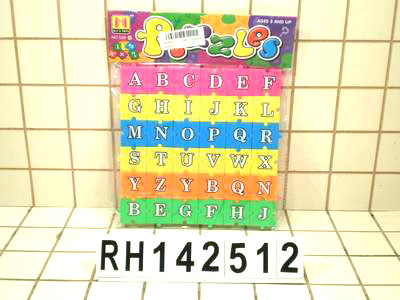 Puzzles
AGES 3 AND UP
A B C D E F
G H I J K L
M N O P Q R
S T U V W X
Y Z Y B Q N
B E G F H J
RH142512